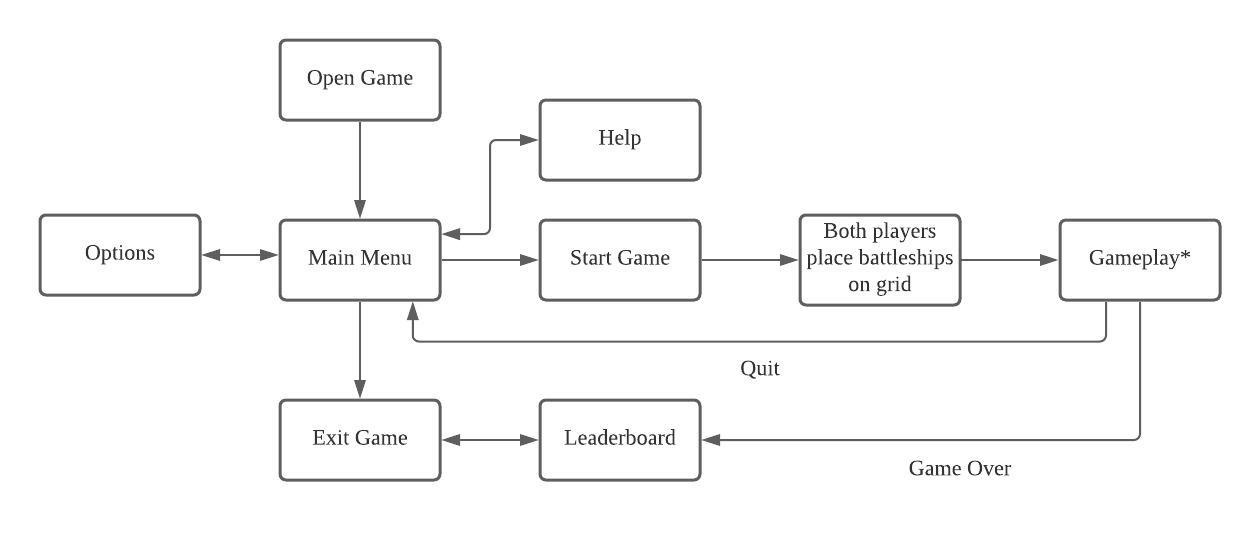 Open Game
Help
Options
Main Menu
Start Game
Both players
place battleships
on grid
Gameplay*
Quit
Exit Game
Leaderboard
Game Over